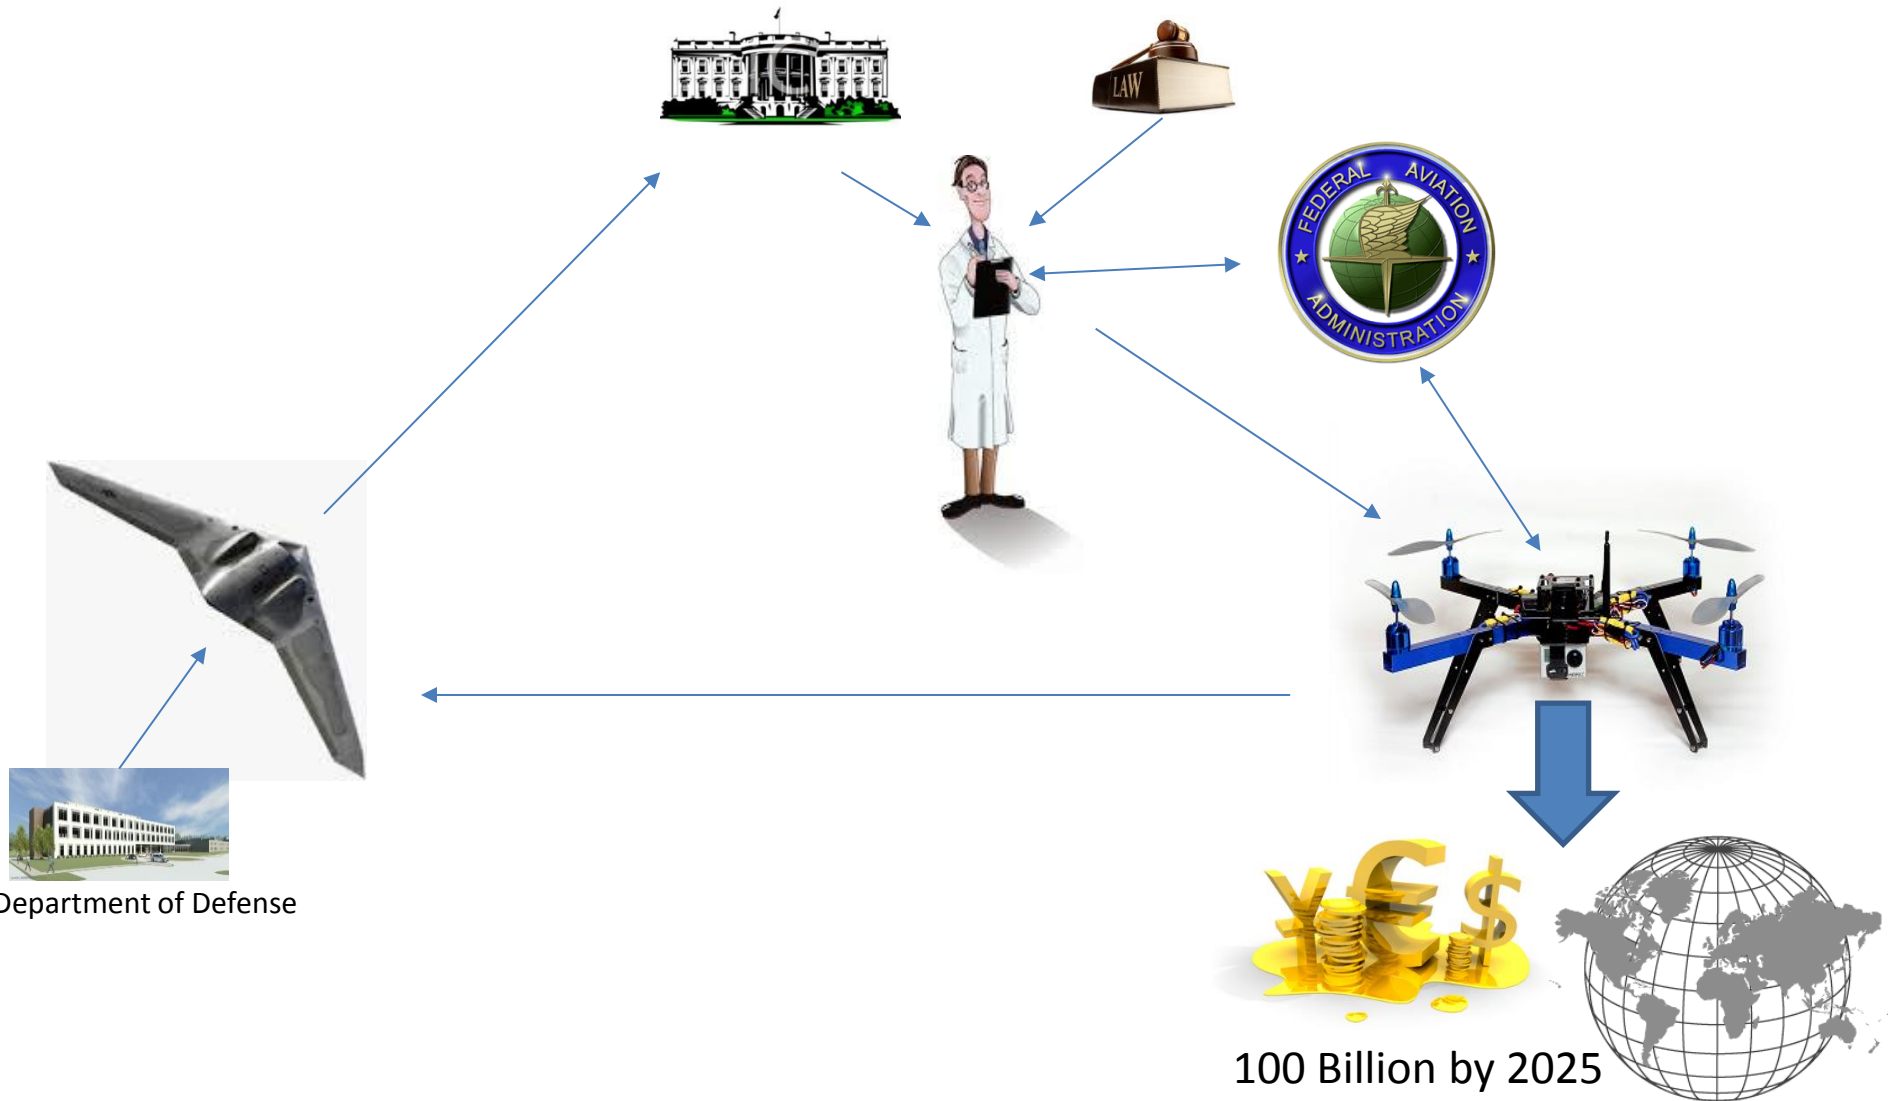 LAW
FEDERAL AVIATION
ADMINISTRATION
Department of Defense
100 Billion by 2025